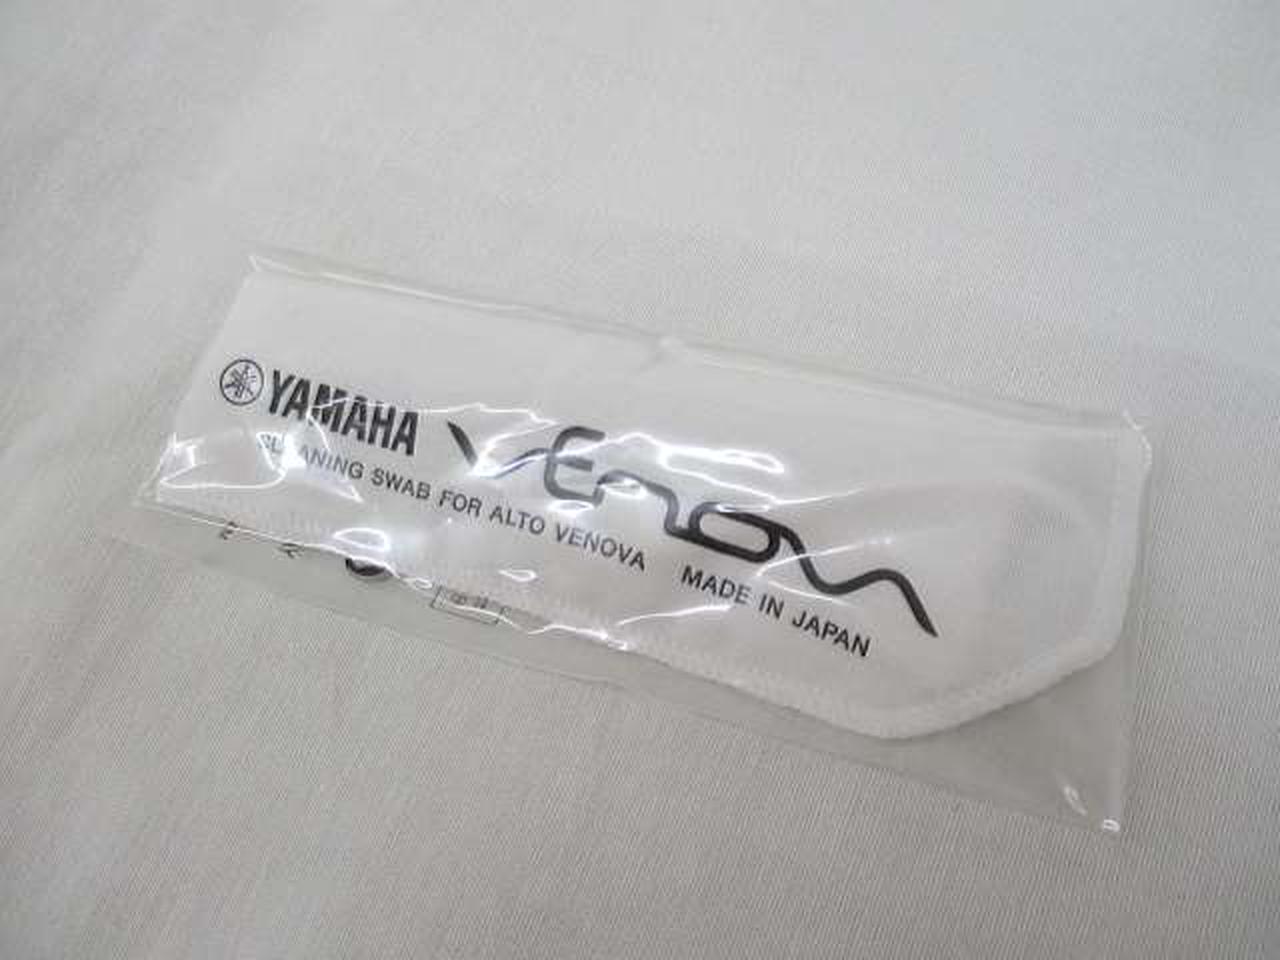 YAMAHA venova
CLEANING SWAB FOR ALTO VENOVA MADE IN JAPAN